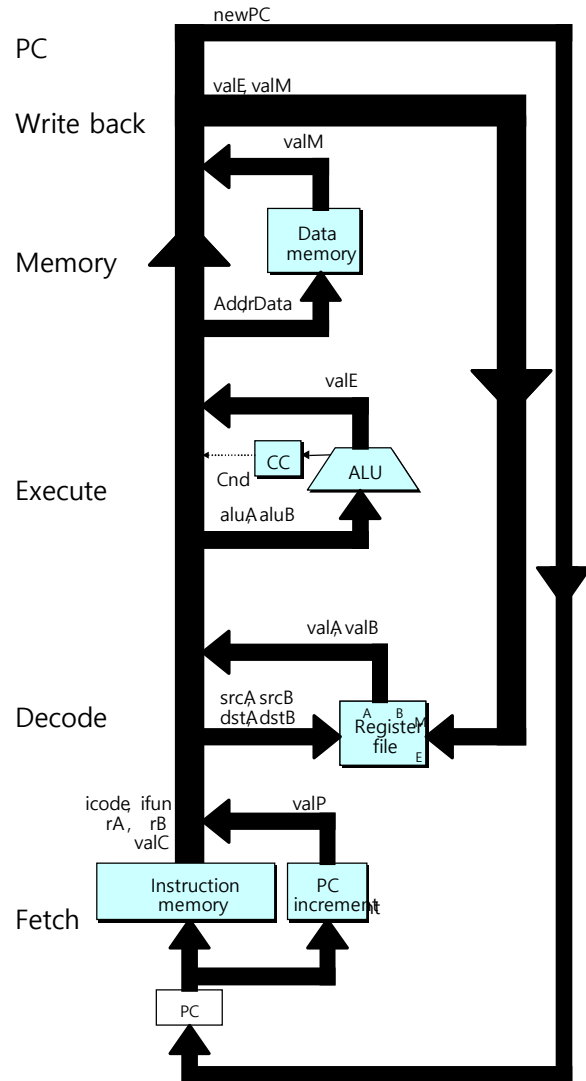 newPC
PC
valE, valM
Write back
valM
Data
memory
Memory
Addr, Data
valE
CC
ALU
Cnd
Execute
aluA, aluB
valA, valB
srcA, srcB
dstA, dstB
Decode
A B
M
Register
file
E
icode, ifun
rA, rB
valC
valP
Instruction
memory
PC
increment
Fetch
PC